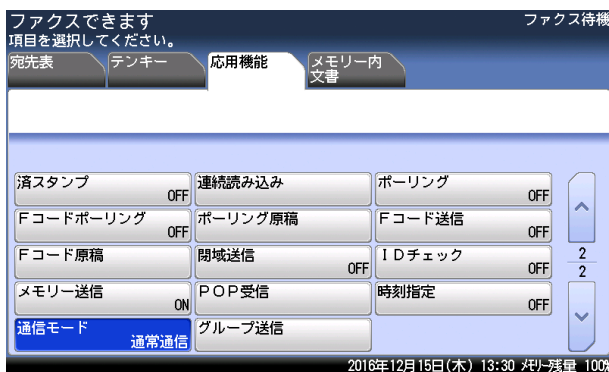 ファクスできます
ファクス待機
項目を選択してください。
宛先表
テンキー
応用機能
メモリー内
文書
済スタンプ
OFF
連続読み込み
ポーリング
OFF
Fコードポーリング
OFF
ポーリング原稿
Fコード送信
OFF
Fコード原稿
閉域送信
OFF
IDチェック
OFF
2
2
メモリー送信
ON
POP受信
時刻指定
OFF
通信モード
通常通信
グループ送信
2016年12月15日(木) 13:30 メモリー残量 100%